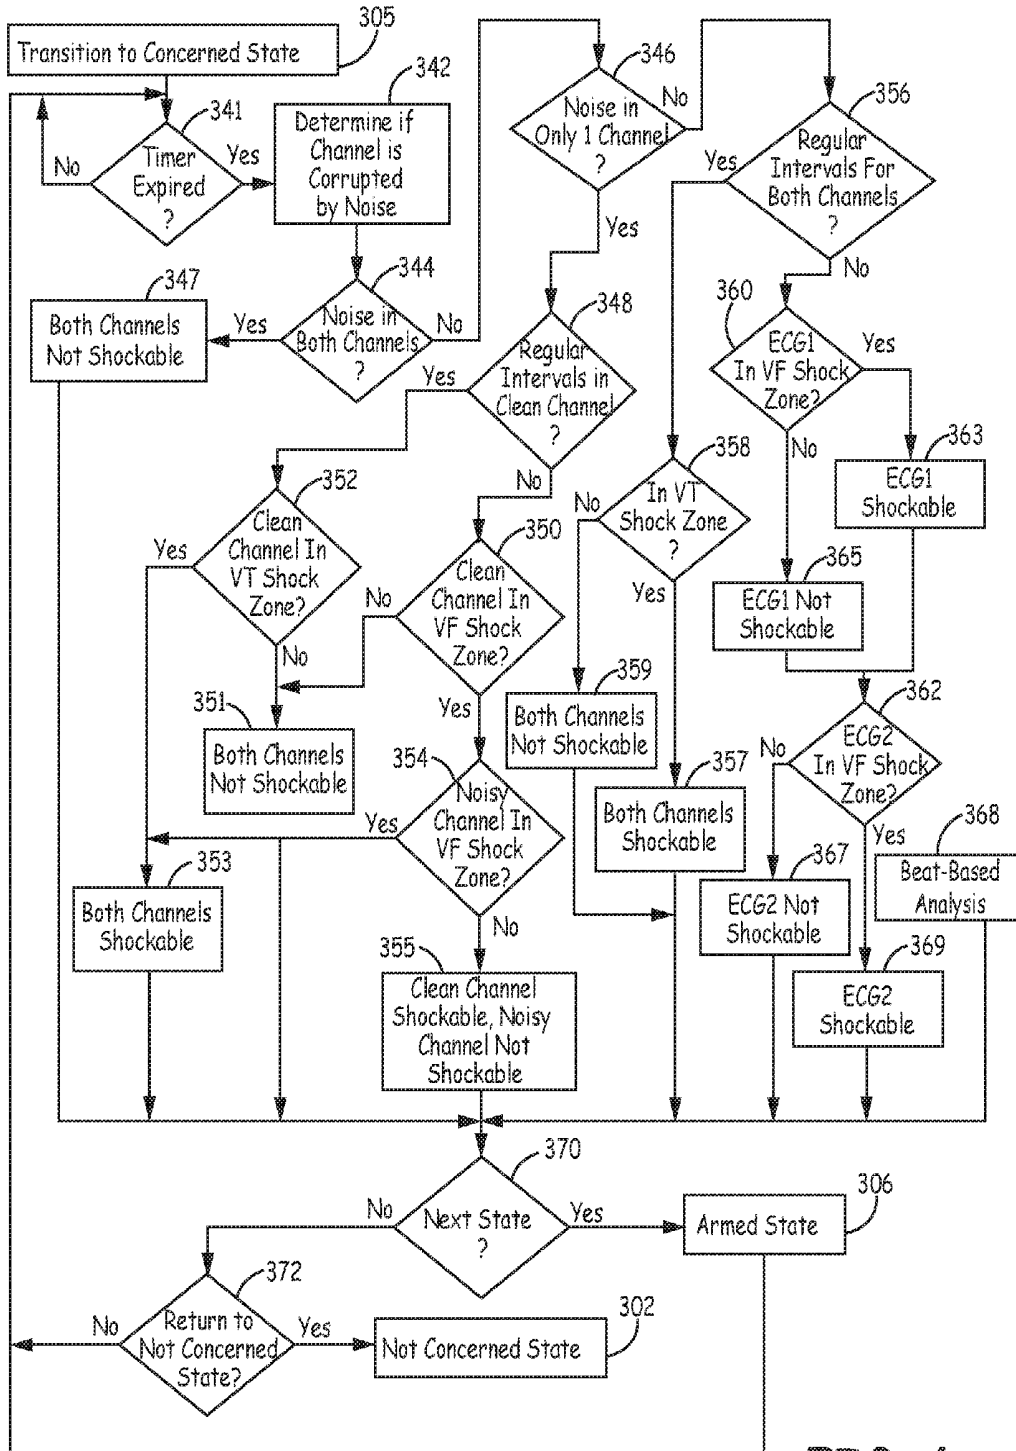 305
Transition to Concerned State
341
Timer
Expired
?
No
Yes
342
Determine if
Channel is
Corrupted
by Noise
344
Noise in
Both Channels
?
Yes
No
347
Both Channels
Not Shockable
346
Noise in
Only 1 Channel
?
No
Yes
356
Regular
Intervals For
Both Channels
?
Yes
No
348
Regular
Intervals in
Clean Channel
?
Yes
No
360
ECG1
In VF Shock
Zone?
Yes
No
363
ECG1
Shockable
365
ECG1 Not
Shockable
358
In VT
Shock Zone
?
No
Yes
352
Clean
Channel In
VT Shock
Zone?
Yes
No
350
Clean
Channel In
VF Shock
Zone?
No
Yes
351
Both Channels
Not Shockable
359
Both Channels
Not Shockable
357
Both Channels
Shockable
362
ECG2
In VF Shock
Zone?
No
Yes
354
Noisy
Channel In
VF Shock
Zone?
Yes
No
353
Both Channels
Shockable
367
ECG2 Not
Shockable
368
Beat-Based
Analysis
369
ECG2
Shockable
355
Clean Channel
Shockable, Noisy
Channel Not
Shockable
370
Next State
?
No
Yes
306
Armed State
372
Return to
Not Concerned
State?
No
Yes
302
Not Concerned State